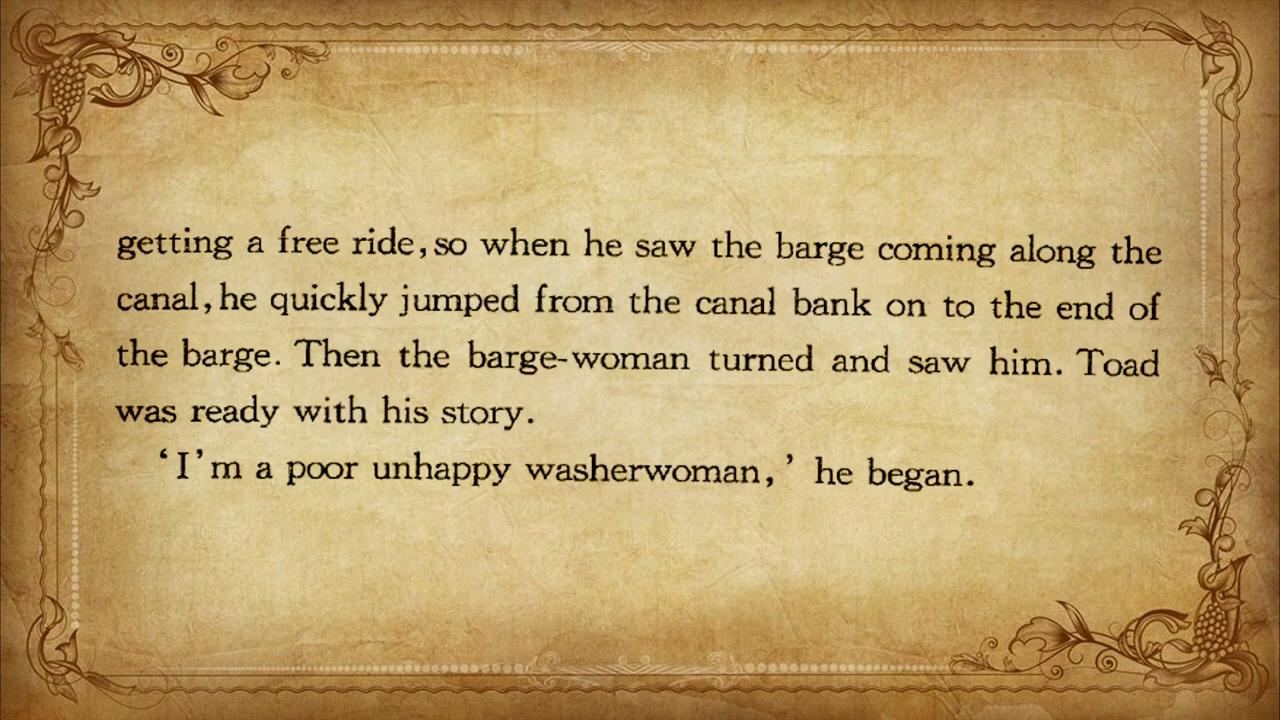 getting a free ride, so when he saw the barge coming along the
canal, he quickly jumped from the canal bank on to the end of
the barge. Then the barge-woman turned and saw him. Toad
was ready with his story.
‘I’m a poor unhappy washerwoman,’ he began.